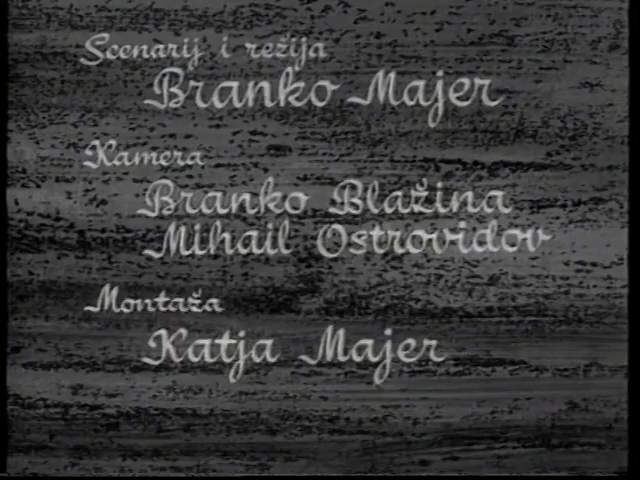 Scenarij i režija
Branko Majer
Kamera
Branko Blažina
Mihail Ostrovidov
Montaža
Katja Majer